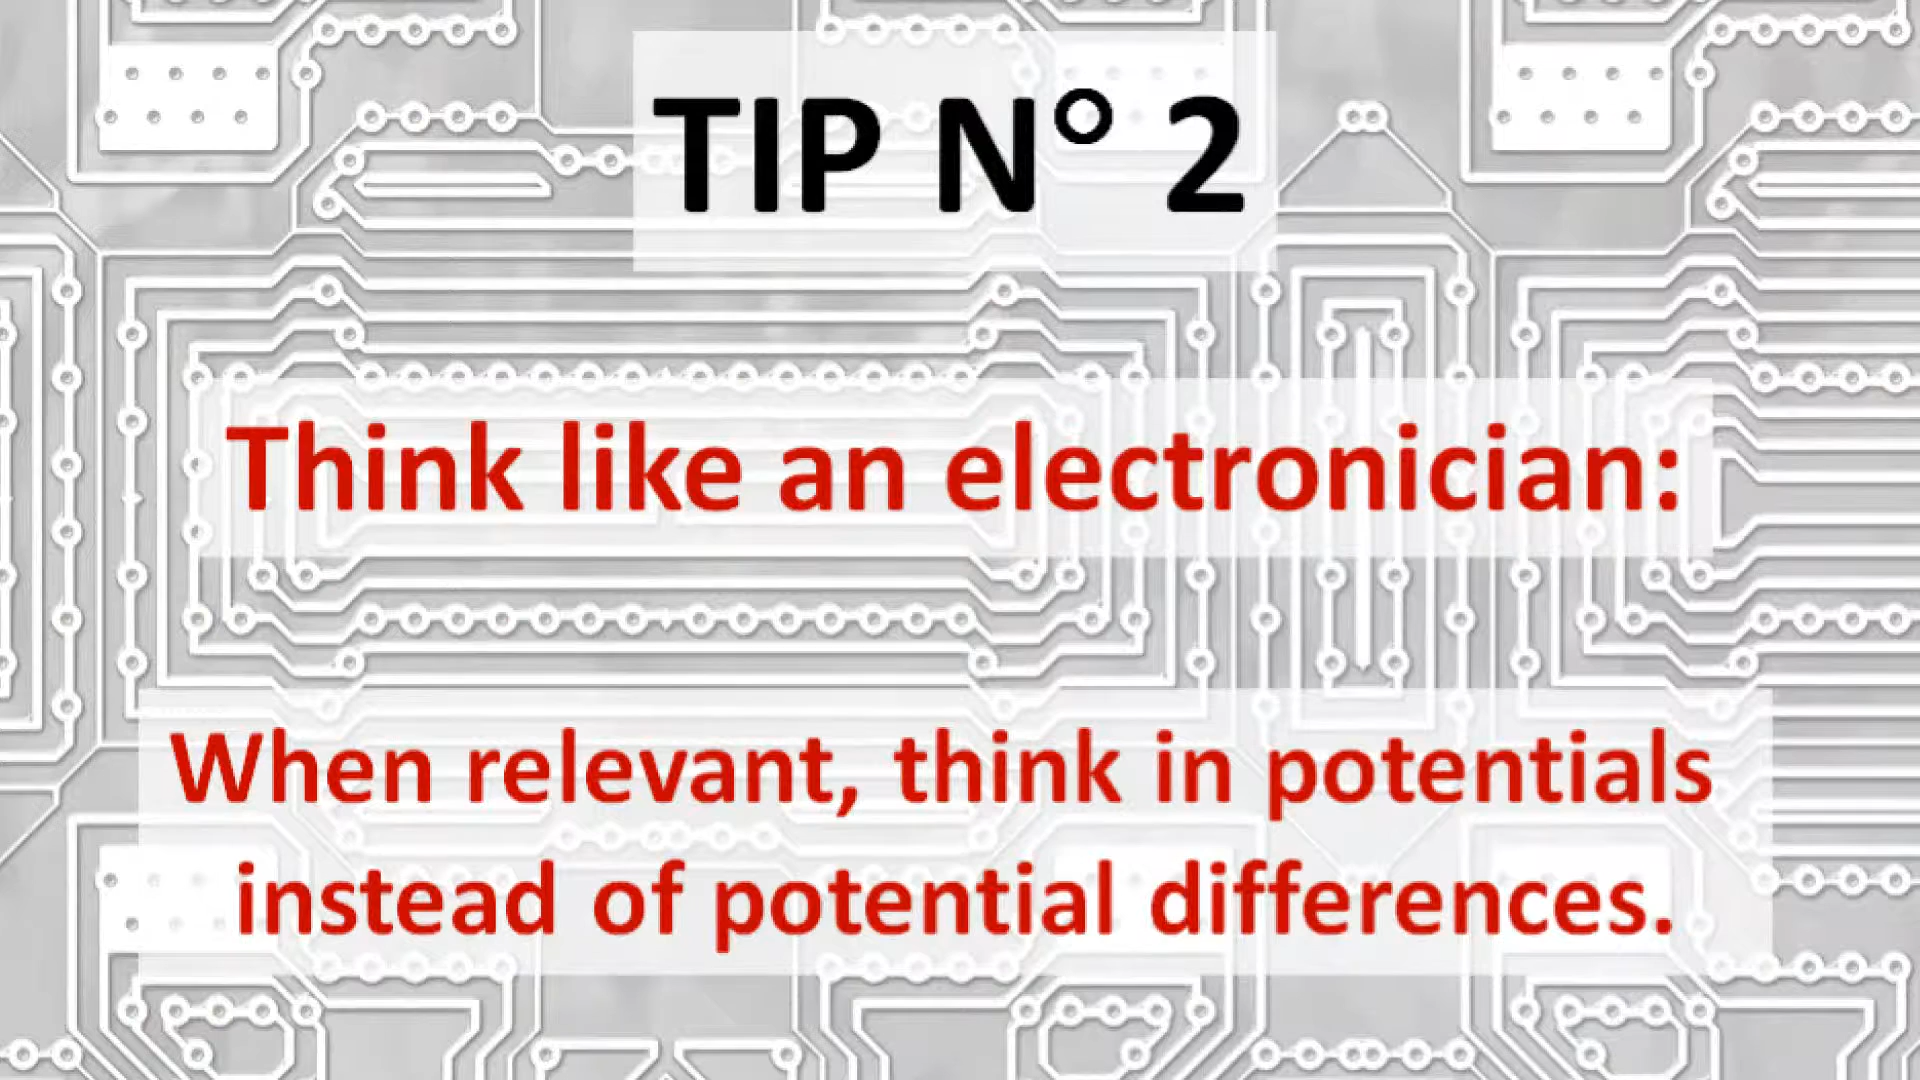 TIP N° 2
Think like an electronician:
When relevant, think in potentials
instead of potential differences.